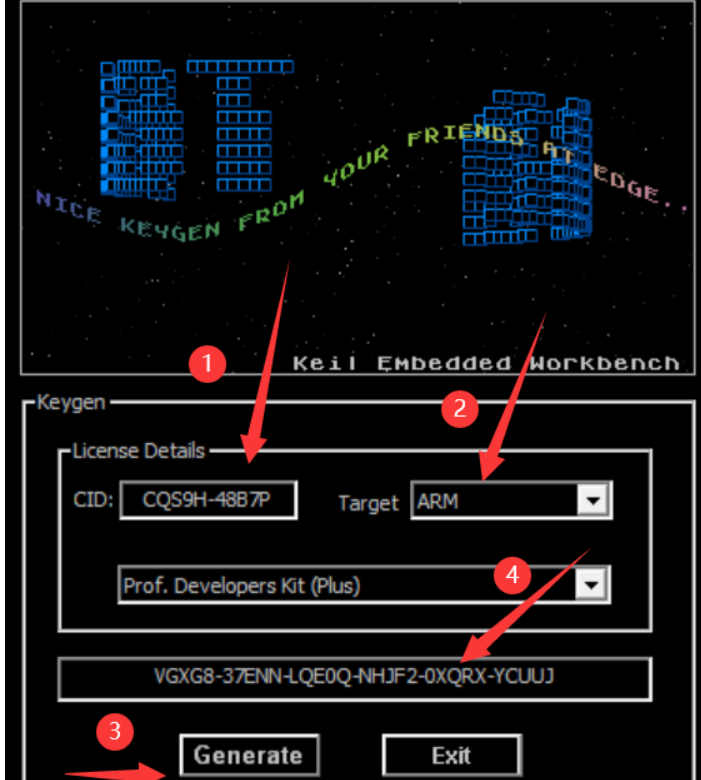 NICE KEYGEN FROM YOUR FRIENDS AT EDGE..
1
Keil Embedded Workbench
Keygen
2
License Details
CID: CQS9H-48B7P Target ARM
Prof. Developers Kit (Plus) 4
VGXG8-37ENN-LQE0Q-NHJF2-0XQRX-YCUUJ
3
Generate Exit